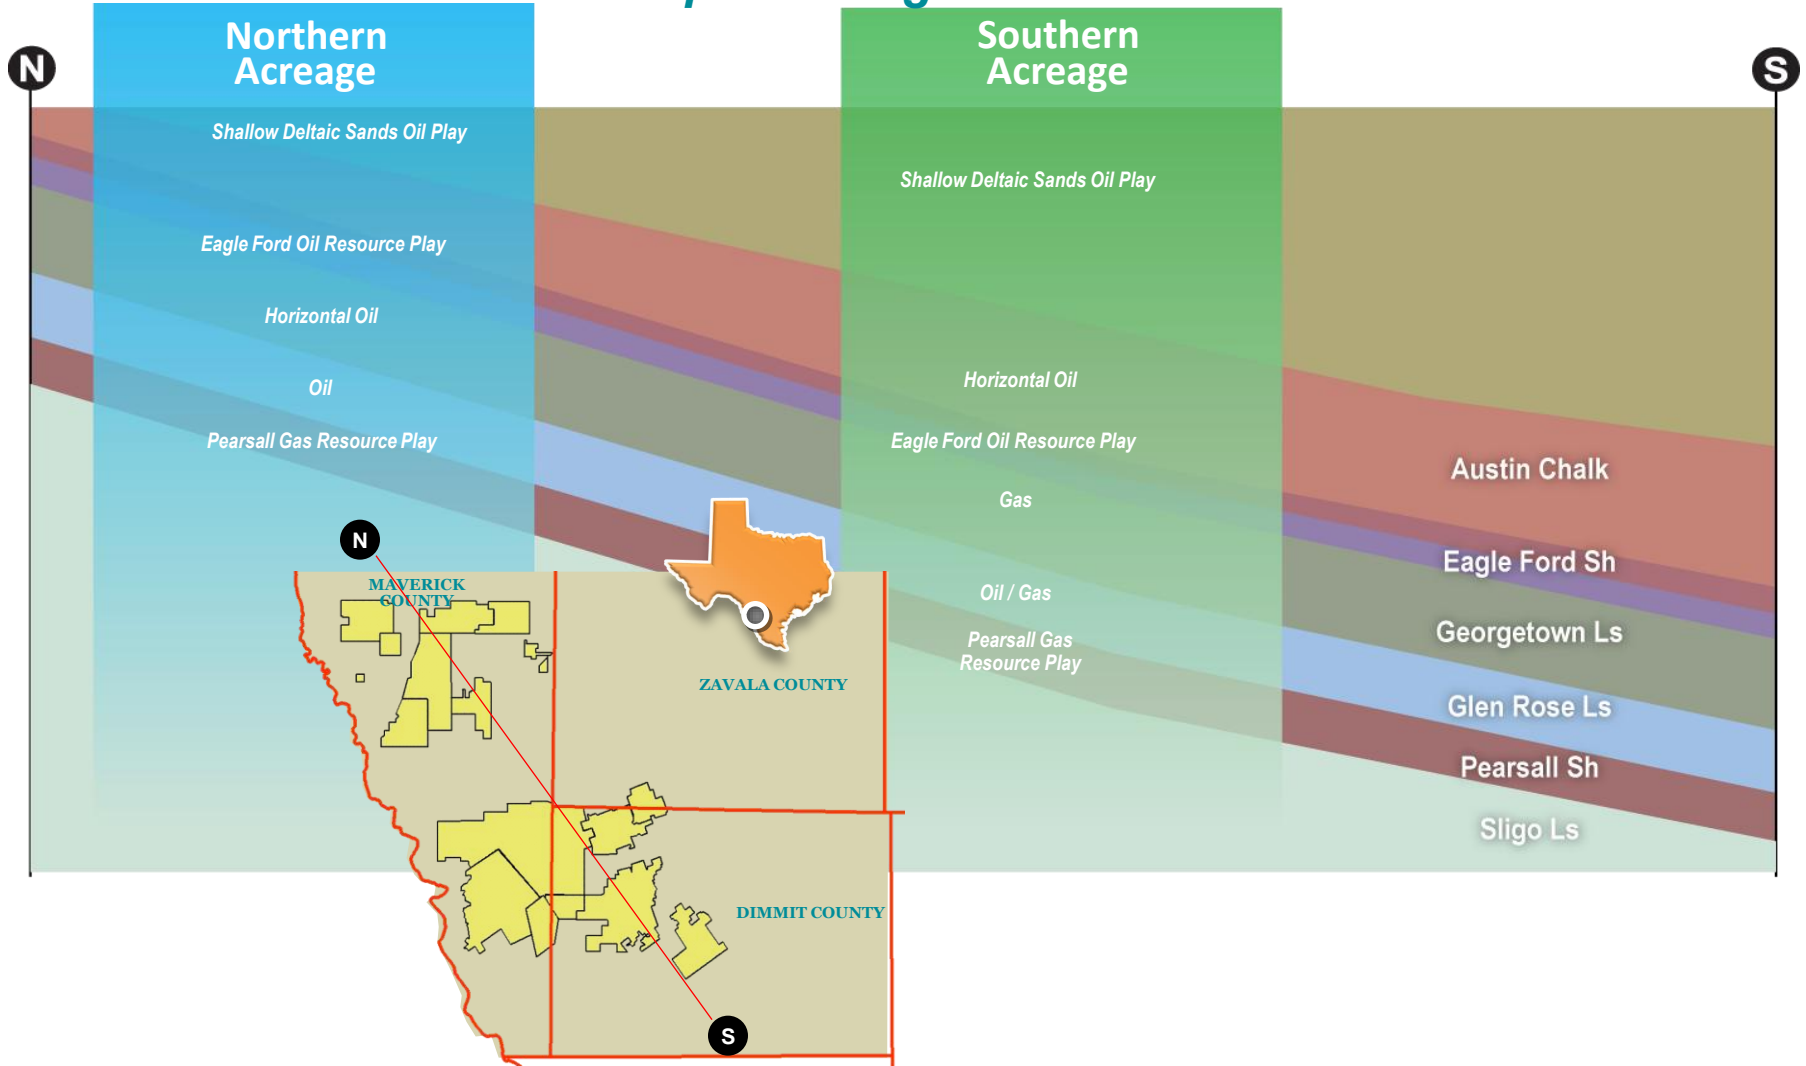 Northern
Acreage
Southern
Acreage
N
S
Shallow Deltaic Sands Oil Play
Eagle Ford Oil Resource Play
Horizontal Oil
Oil
Pearsall Gas Resource Play
Shallow Deltaic Sands Oil Play
Horizontal Oil
Eagle Ford Oil Resource Play
Gas
Oil / Gas
Pearsall Gas
Resource Play
Austin Chalk
Eagle Ford Sh
Georgetown Ls
Glen Rose Ls
Pearsall Sh
Sligo Ls
N
MAVERICK
COUNTY
ZAVALA COUNTY
DIMMIT COUNTY
S